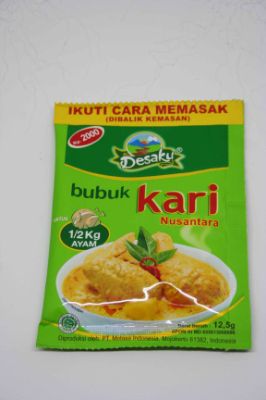 IKUTI CARA MEMASAK
(DIBALIK KEMASAN)
Rp. 2000
Desaku
bubuk kari
Nusantara
UNTUK
1/2 Kg
AYAM
Berat Bersih : 12,5g
Diproduksi oleh: PT. Motasa Indonesia, Mojokerto 61382, Indonesia